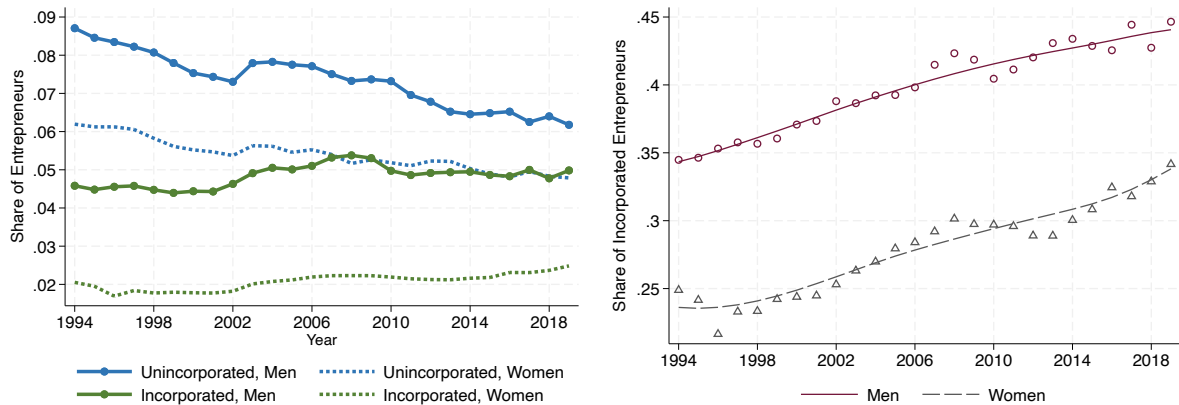 Share of Entrepreneurs
.09
.08
.07
.06
.05
.04
.03
.02
1994 1998 2002 2006 2010 2014 2018
Year
Unincorporated, Men Unincorporated, Women
Incorporated, Men Incorporated, Women
Share of Incorporated Entrepreneurs
.45
.4
.35
.3
.25
1994 1998 2002 2006 2010 2014 2018
Men Women